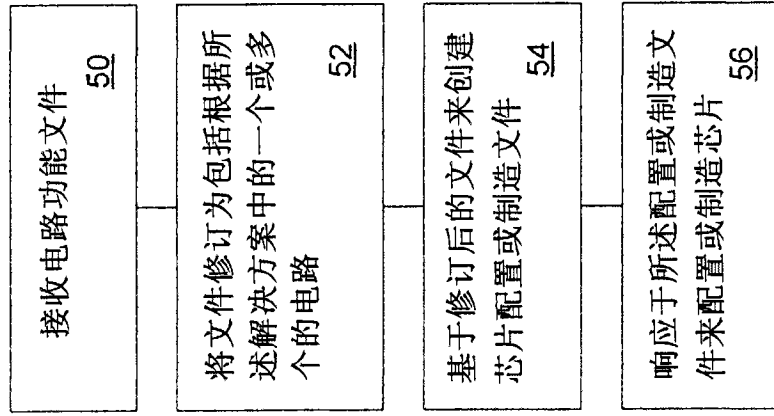 接收电路功能文件
50
将文件修订为包括根据所
述解决方案中的一个或多
个的电路
52
基于修订后的文件来创建
芯片配置或制造文件
54
响应于所述配置或制造文
件来配置或制造芯片
56